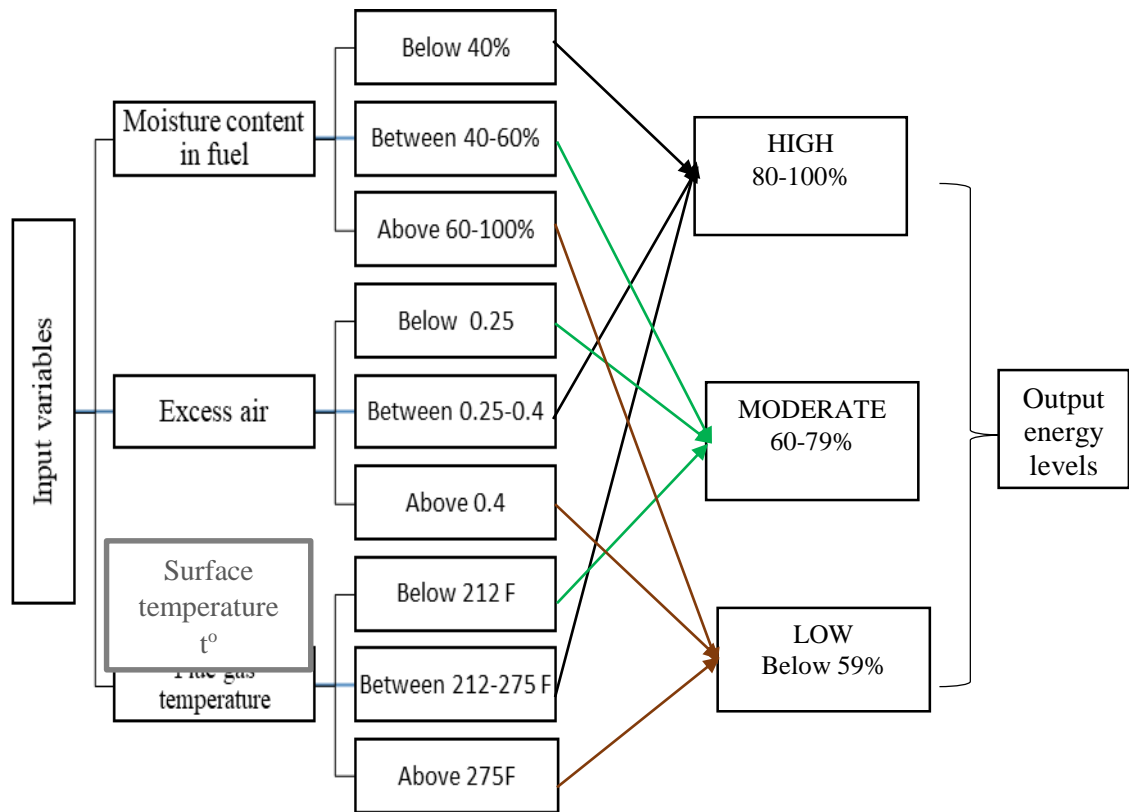 Input variables
Moisture content
in fuel
Excess air
Surface
temperature
t°
temperature
Below 40%
Between 40-60%
Above 60-100%
Below 0.25
Between 0.25-0.4
Above 0.4
Below 212 F
Between 212-275 F
Above 275F
HIGH
80-100%
MODERATE
60-79%
LOW
Below 59%
Output
energy
levels